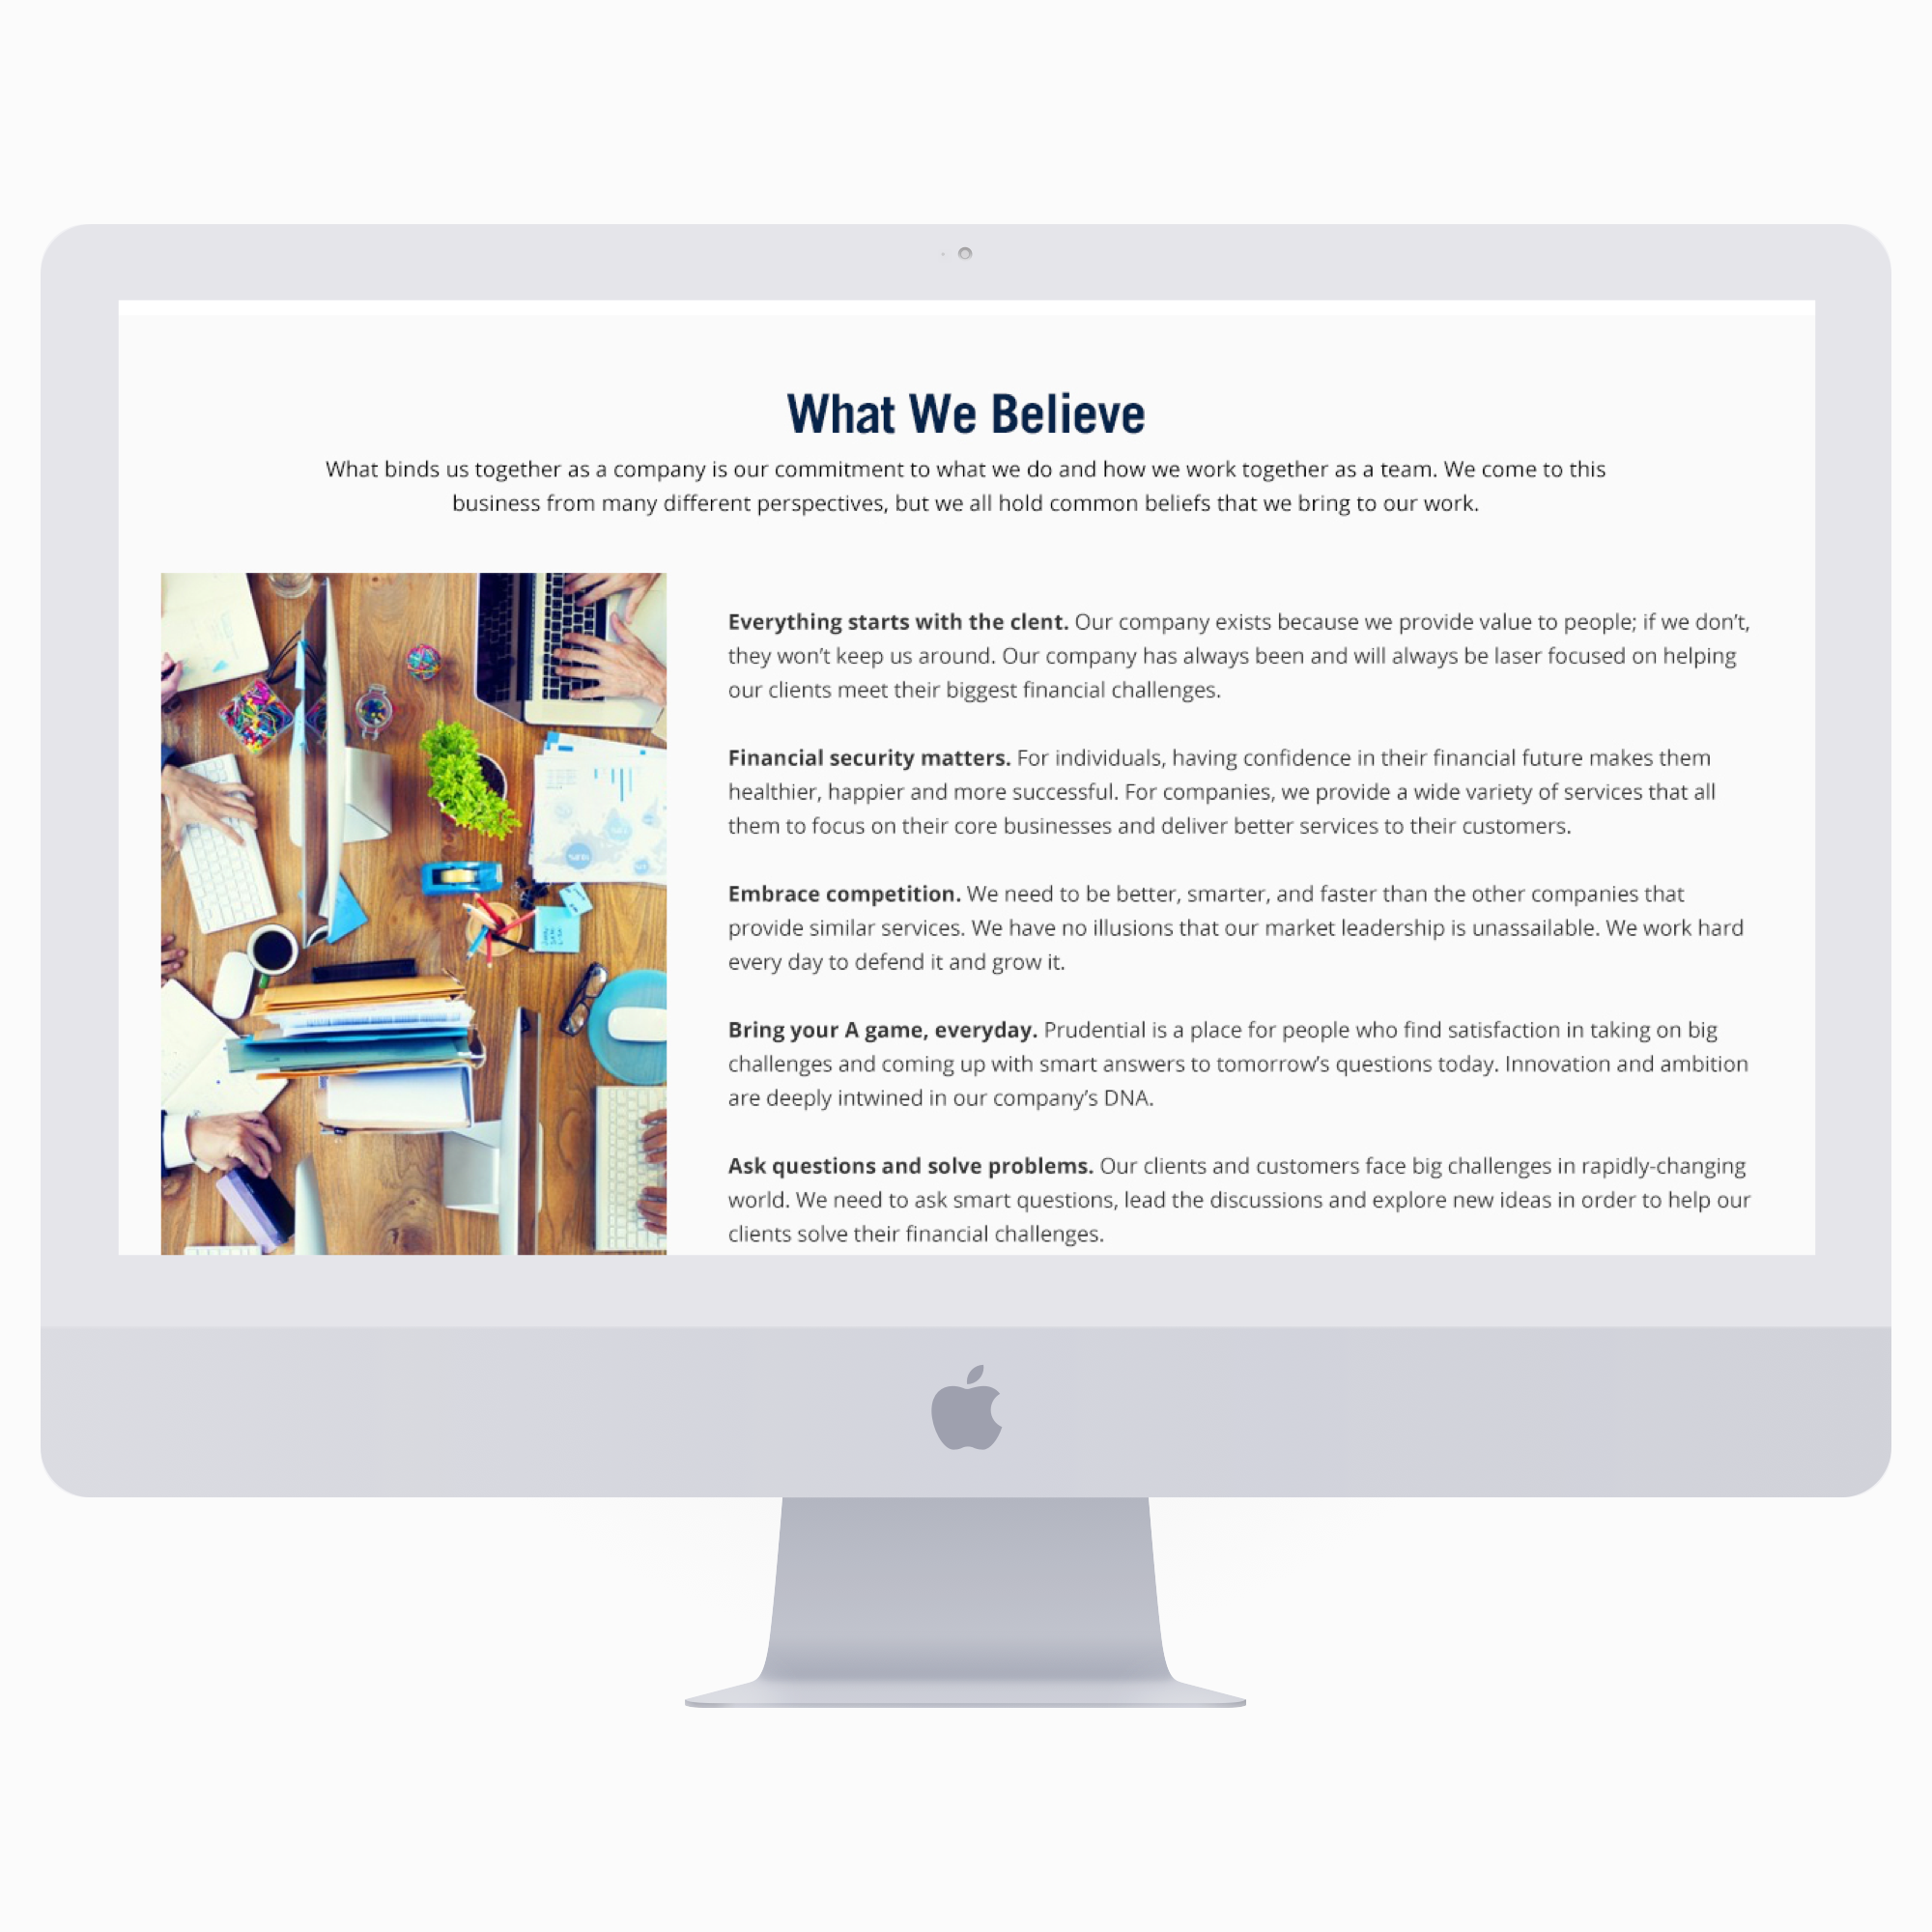 What We Believe
What binds us together as a company is our commitment to what we do and how we work together as a team. We come to this
business from many different perspectives, but we all hold common beliefs that we bring to our work.
Everything starts with the clent. Our company exists because we provide value to people; if we don’t,
they won’t keep us around. Our company has always been and will always be laser focused on helping
our clients meet their biggest financial challenges.
Financial security matters. For individuals, having confidence in their financial future makes them
healthier, happier and more successful. For companies, we provide a wide variety of services that all
them to focus on their core businesses and deliver better services to their customers.
Embrace competition. We need to be better, smarter, and faster than the other companies that
provide similar services. We have no illusions that our market leadership is unassailable. We work hard
every day to defend it and grow it.
Bring your A game, everyday. Prudential is a place for people who find satisfaction in taking on big
challenges and coming up with smart answers to tomorrow’s questions today. Innovation and ambition
are deeply intwined in our company’s DNA.
Ask questions and solve problems. Our clients and customers face big challenges in rapidly-changing
world. We need to ask smart questions, lead the discussions and explore new ideas in order to help our
clients solve their financial challenges.